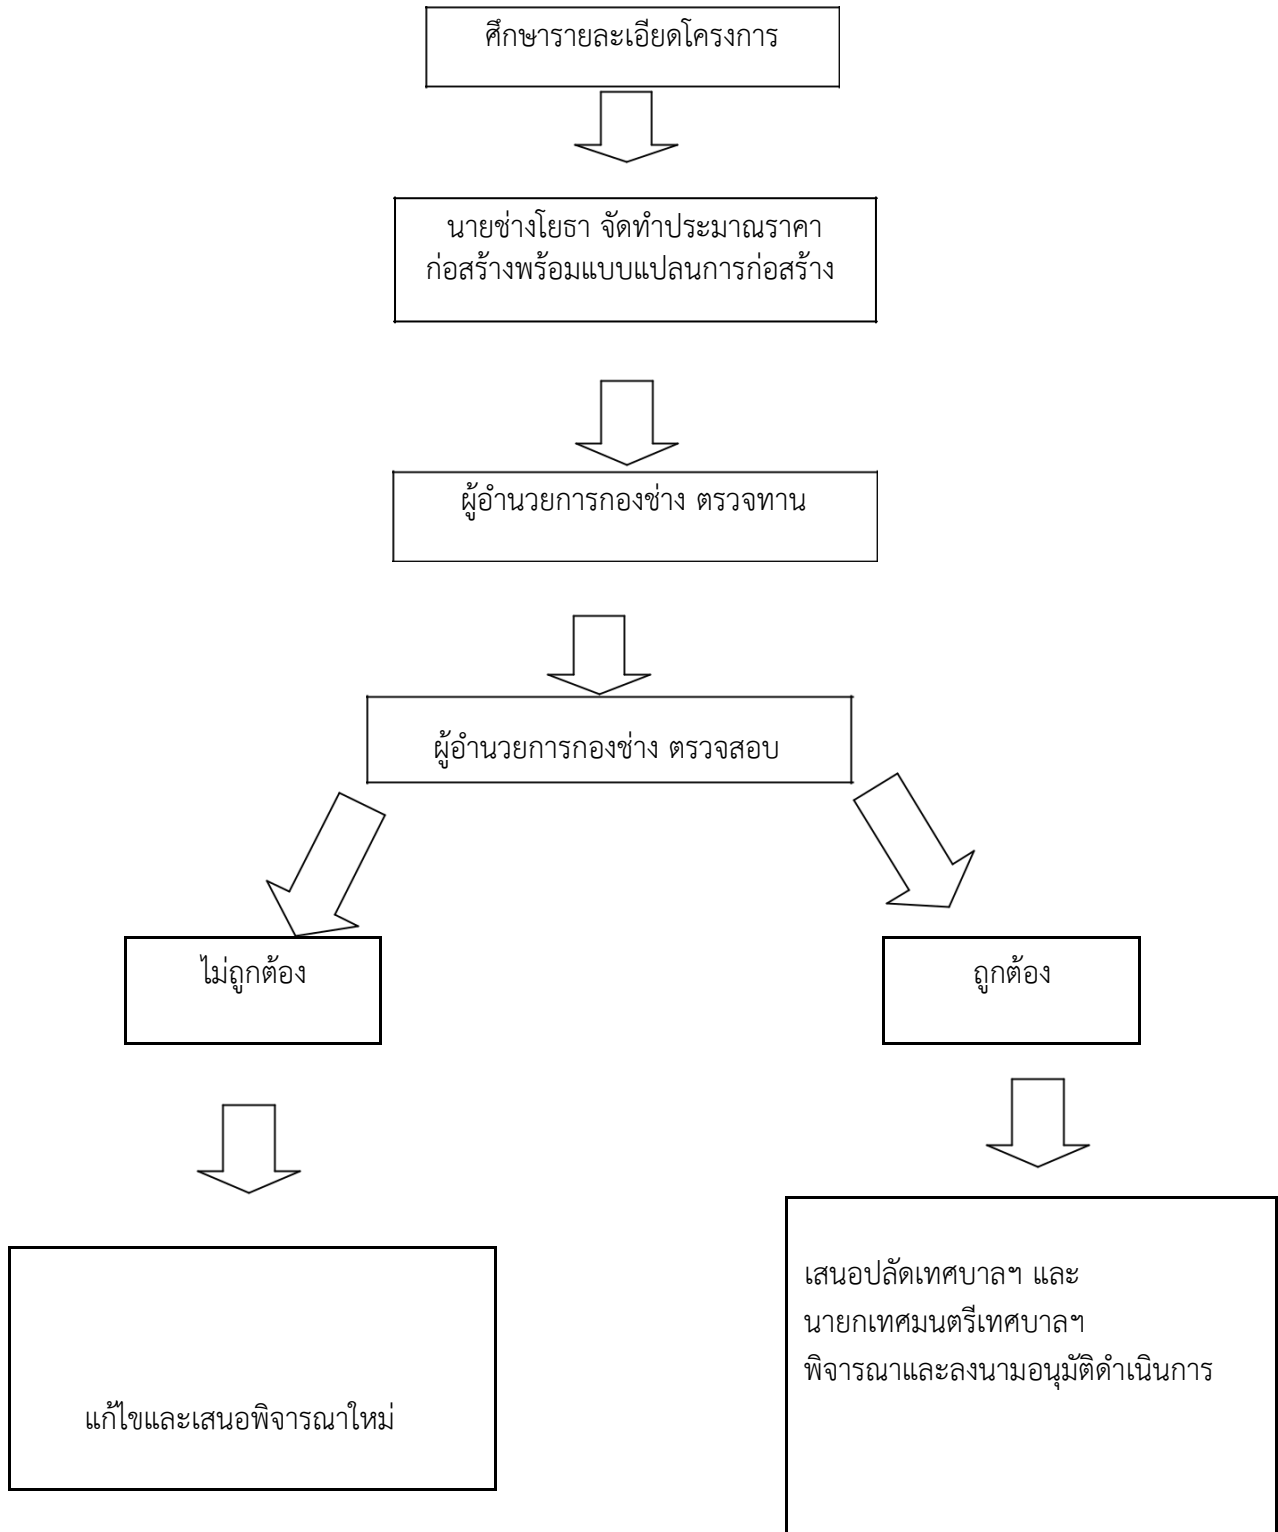 ศึกษารายละเอียดโครงการ
นายช่างโยธา จัดทำประมาณราคา
ก่อสร้างพร้อมแบบแปลนการก่อสร้าง
ผู้อำนวยการกองช่าง ตรวจทาน
ผู้อำนวยการกองช่าง ตรวจสอบ
ไม่ถูกต้อง
ถูกต้อง
แก้ไขและเสนอพิจารณาใหม่
เสนอปลัดเทศบาลฯ และ
นายกเทศมนตรีเทศบาลฯ
พิจารณาและลงนามอนุมัติดำเนินการ